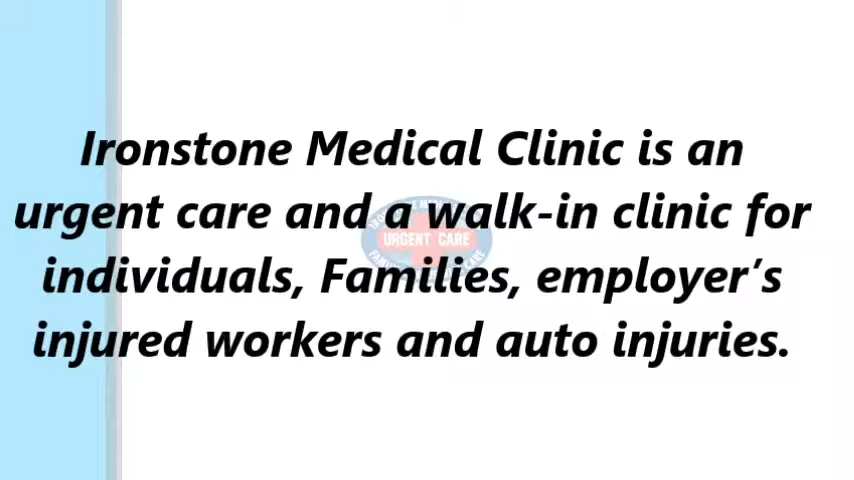 Ironstone Medical Clinic is an
urgent care and a walk-in clinic for
URGENT CARE
individuals, Families, employer’s
injured workers and auto injuries.